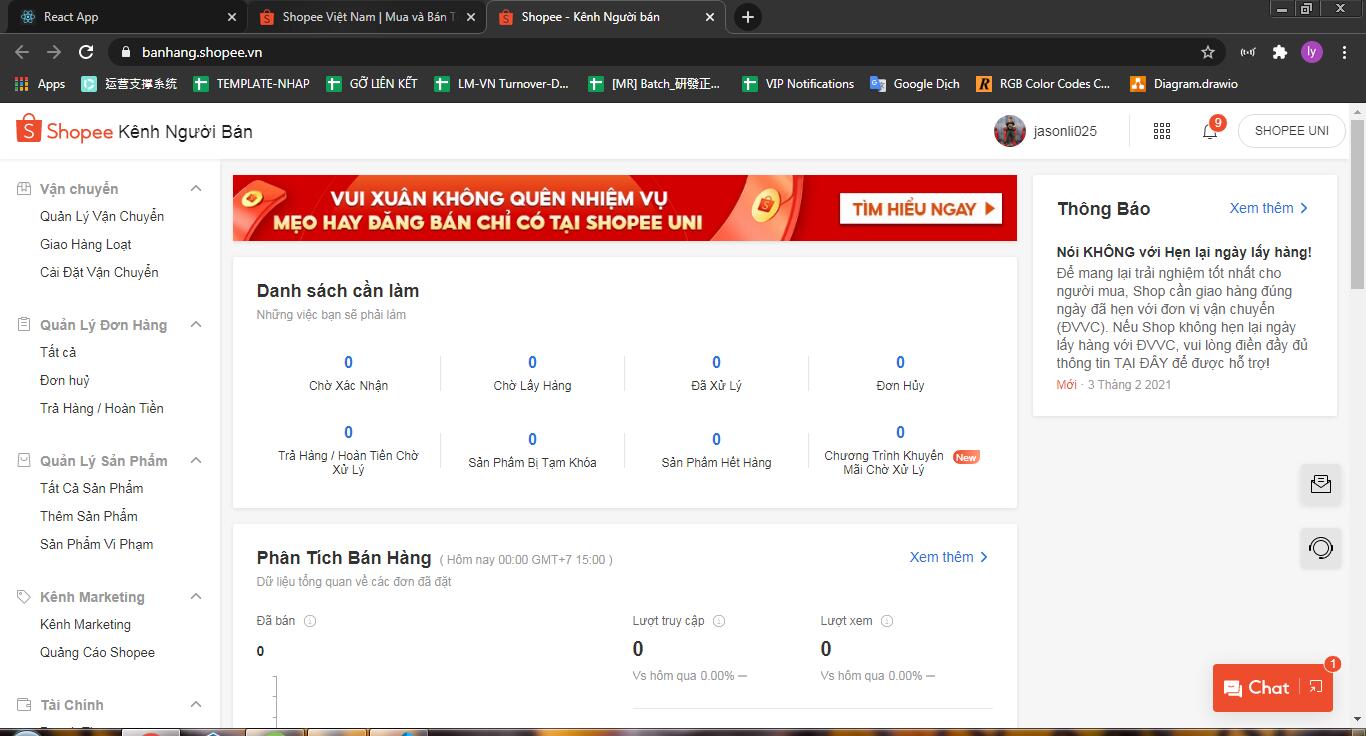 React App
Shopee Việt Nam | Mua và Bán T
Shopee - Kênh Người bán
banhang.shopee.vn
ly
Apps
运营支撑系统
TEMPLATE-NHAP
GỠ LIÊN KẾT
LM-VN Turnover-D...
[MR] Batch_研發正...
VIP Notifications
Google Dịch
RGB Color Codes C...
Diagram.drawio
Shopee Kênh Người Bán
jasonli025
9
SHOPEE UNI
Vận chuyển
Quản Lý Vận Chuyển
Giao Hàng Loạt
Cài Đặt Vận Chuyển
Quản Lý Đơn Hàng
Tất cả
Đơn huỷ
Trả Hàng / Hoàn Tiền
Quản Lý Sản Phẩm
Tất Cả Sản Phẩm
Thêm Sản Phẩm
Sản Phẩm Vi Phạm
Kênh Marketing
Kênh Marketing
Quảng Cáo Shopee
Tài Chính
VUI XUÂN KHÔNG QUÊN NHIỆM VỤ
MẸO HAY ĐĂNG BÁN CHỈ CÓ TẠI SHOPEE UNI
TÌM HIỂU NGAY
Danh sách cần làm
Những việc bạn sẽ phải làm
0
Chờ Xác Nhận
0
Chờ Lấy Hàng
0
Đã Xử Lý
0
Đơn Hủy
0
Trả Hàng / Hoàn Tiền Chờ
Xử Lý
0
Sản Phẩm Bị Tạm Khóa
0
Sản Phẩm Hết Hàng
0
Chương Trình Khuyến
Mãi Chờ Xử Lý
New
Phân Tích Bán Hàng ( Hôm nay 00:00 GMT+7 15:00 )
Xem thêm
Dữ liệu tổng quan về các đơn đã đặt
Đã bán
0
Lượt truy cập
0
Vs hôm qua 0.00% —
Lượt xem
0
Vs hôm qua 0.00% —
Thông Báo
Xem thêm
Nói KHÔNG với Hẹn lại ngày lấy hàng!
Để mang lại trải nghiệm tốt nhất cho
người mua, Shop cần giao hàng đúng
ngày đã hẹn với đơn vị vận chuyển
(ĐVVC). Nếu Shop không hẹn lại ngày
lấy hàng với ĐVVC, vui lòng điền đầy đủ
thông tin TẠI ĐÂY để được hỗ trợ!
Mới · 3 Tháng 2 2021
Chat
1